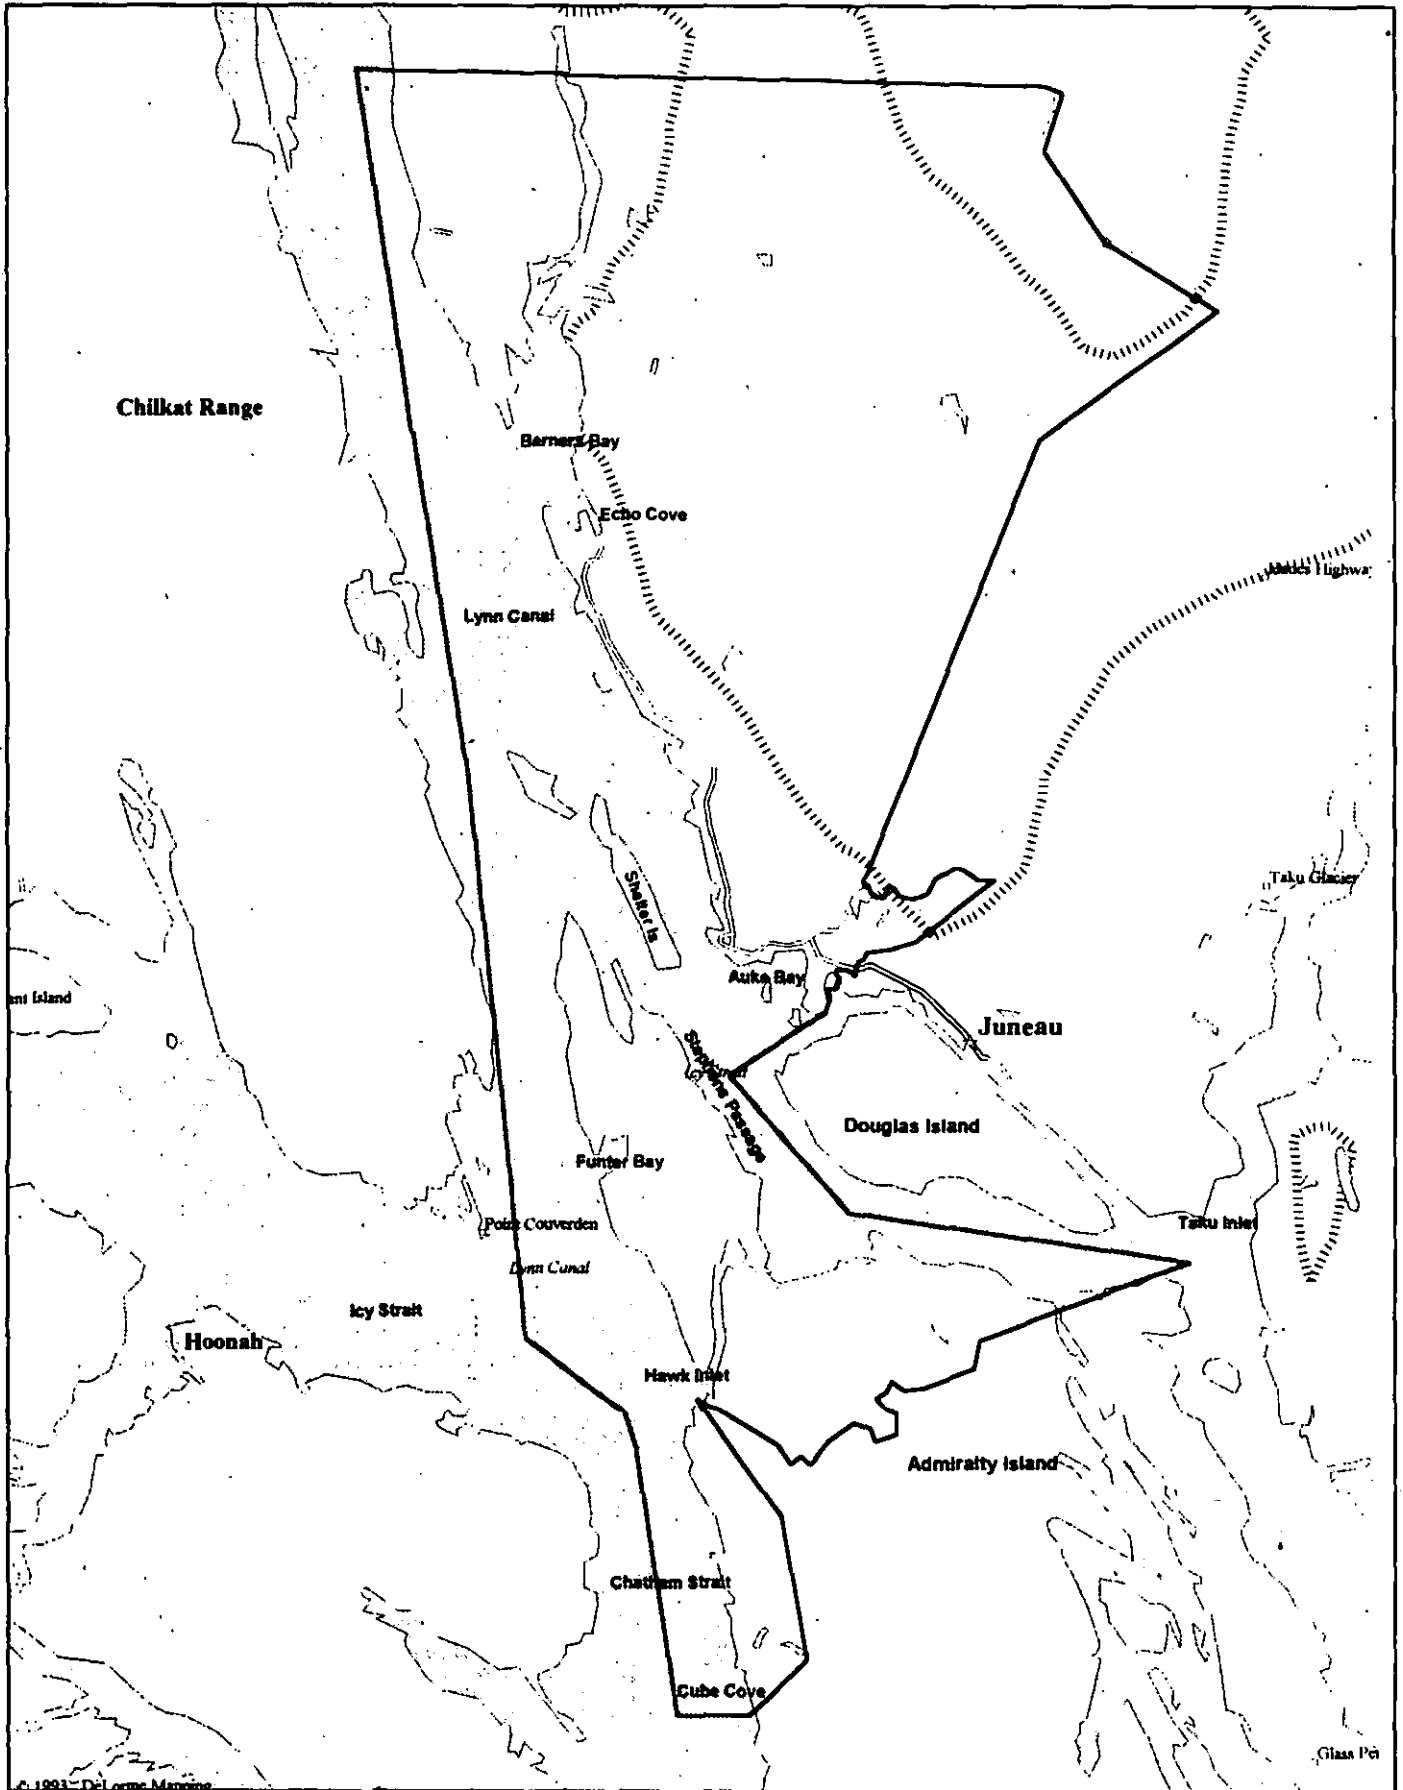 Chilkat Range
Berners Bay
Echo Cove
Lynn Canal
Shelter Is
Taku Glacier
Auke Bay
Juneau
Stephens Passage
Douglas Island
Funter Bay
Point Couverden
Taku Inlet
Lynn Canal
Icy Strait
Hoonah
Hawk Inlet
Admiralty Island
Chatham Strait
Cube Cove
Glass Pen
© 1993 DeLorme Mapping